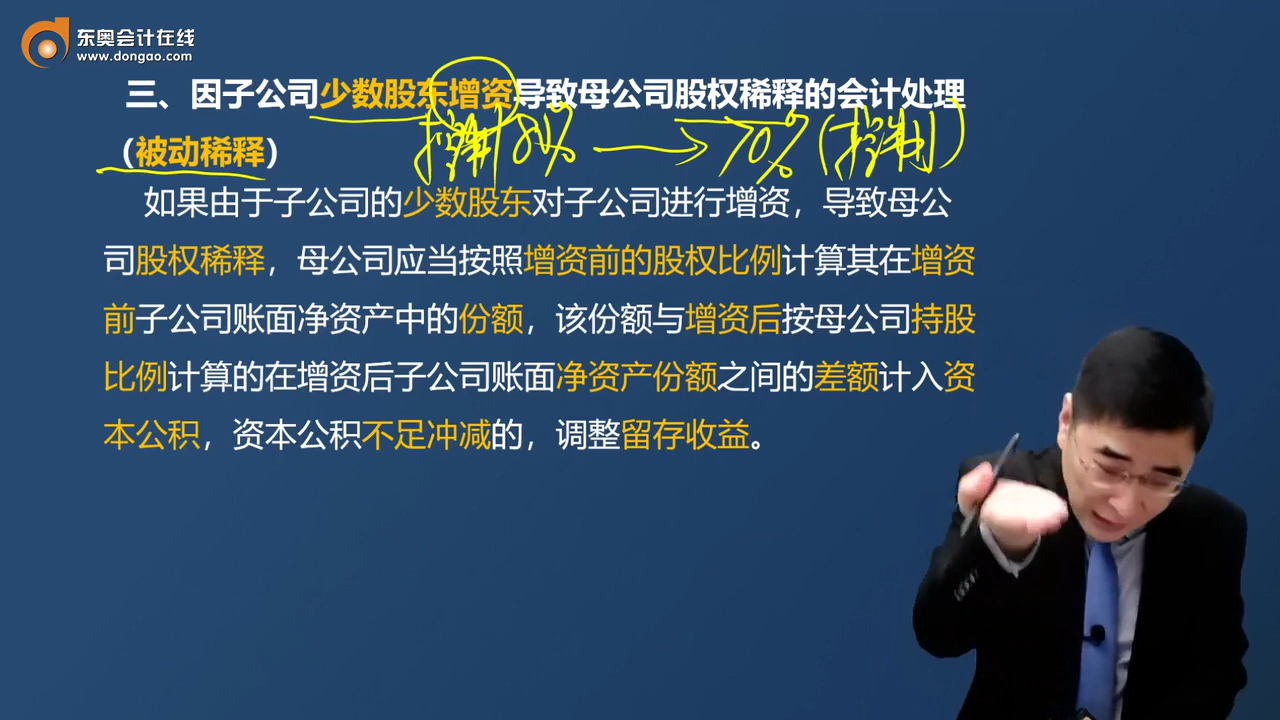 东奥会计在线
www.dongao.com
三、因子公司少数股东增资导致母公司股权稀释的会计处理
（被动稀释）
控制 80% → 70%（控制）
如果由于子公司的少数股东对子公司进行增资，导致母公
司股权稀释，母公司应当按照增资前的股权比例计算其在增资
前子公司账面净资产中的份额，该份额与增资后按母公司持股
比例计算的在增资后子公司账面净资产份额之间的差额计入资
本公积，资本公积不足冲减的，调整留存收益。